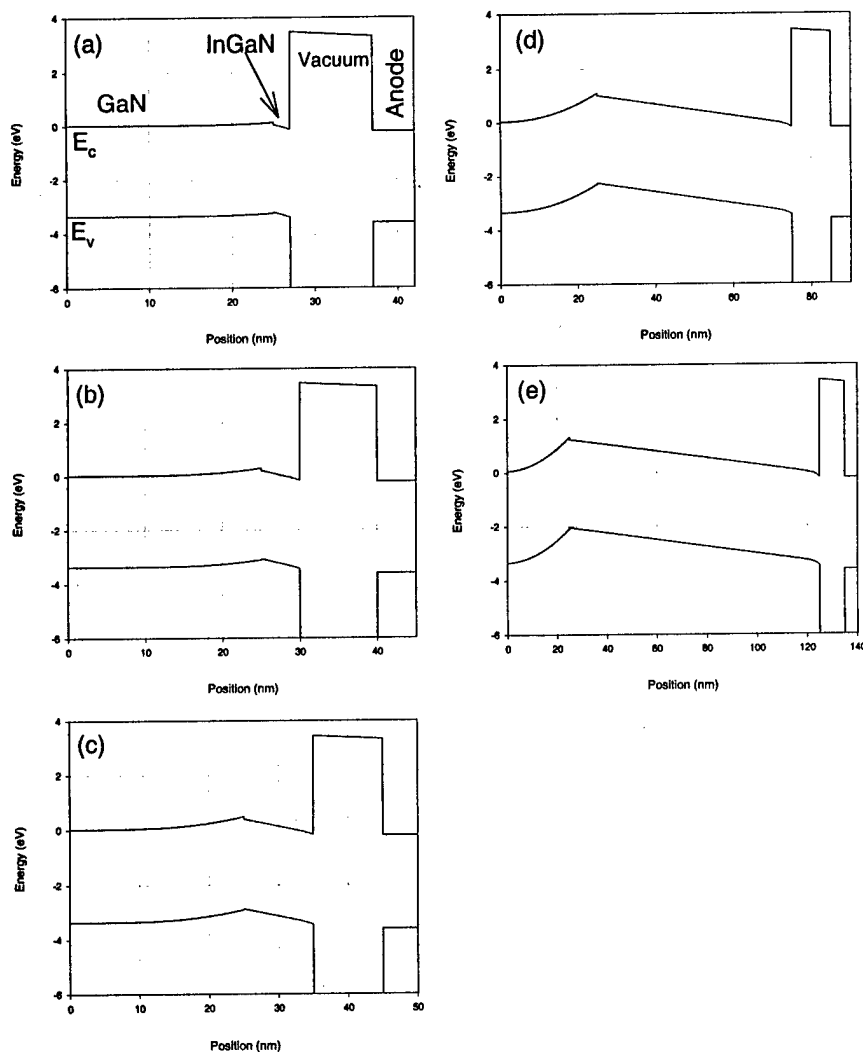 (a)
InGaN
Vacuum
Anode
GaN
E_c
E_v
Energy (eV)
4
2
0
-2
-4
-6
0 10 20 30 40
Position (nm)
(b)
Energy (eV)
4
2
0
-2
-4
-6
0 10 20 30 40
Position (nm)
(c)
Energy (eV)
4
2
0
-2
-4
-6
0 10 20 30 40 50
Position (nm)
(d)
Energy (eV)
4
2
0
-2
-4
-6
0 20 40 60 80
Position (nm)
(e)
Energy (eV)
4
2
0
-2
-4
-6
0 20 40 60 80 100 120 140
Position (nm)